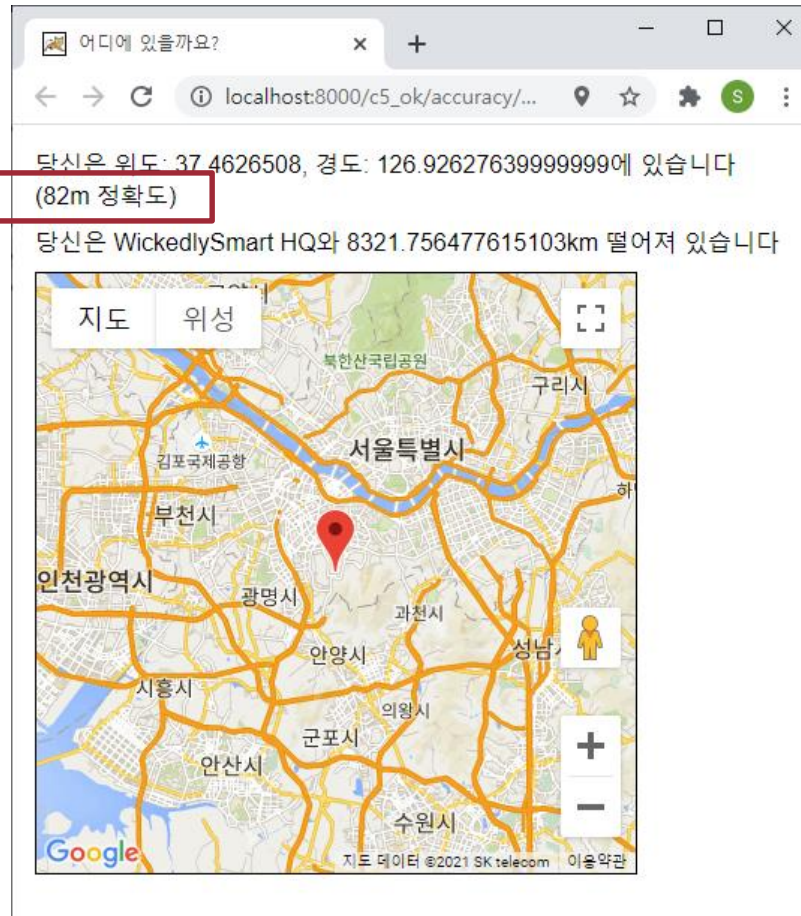 어디에 있을까요?
localhost:8000/c5_ok/accuracy/...
S
당신은 위도: 37.4626508, 경도: 126.92627639999999에 있습니다
(82m 정확도)
당신은 WickedlySmart HQ와 8321.756477615103km 떨어져 있습니다
지도 위성
북한산국립공원
구리시
김포국제공항
서울특별시
부천시
인천광역시
광명시
과천시
안양시
성남
시흥시
의왕시
군포시
안산시
수원시
Google
지도 데이터 ©2021 SK telecom 이용약관